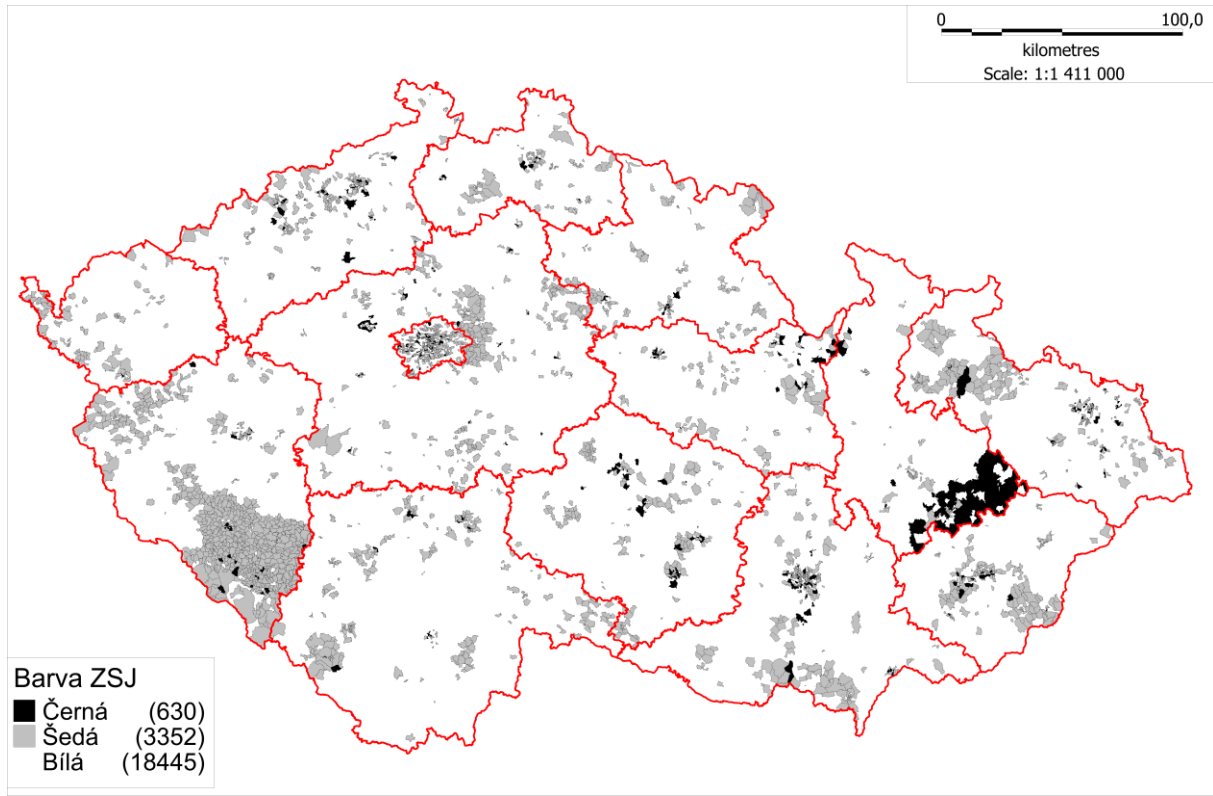 0 100,0
kilometres
Scale: 1:1 411 000
Barva ZSJ
Černá (630)
Šedá (3352)
Bílá (18445)